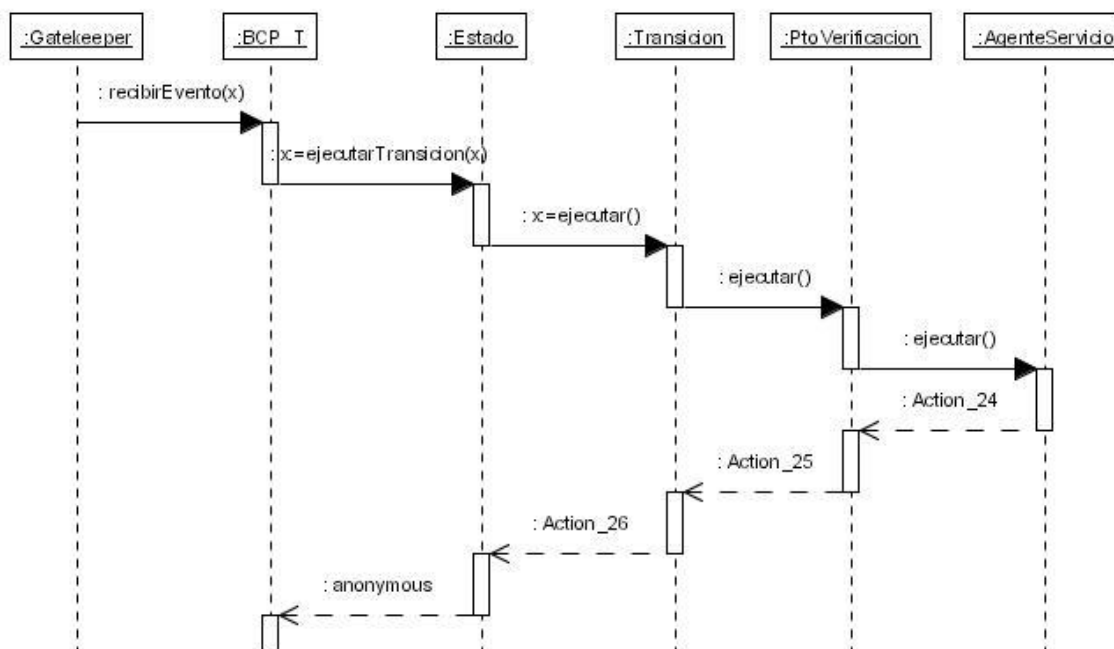 :Gatekeeper :BCP_T :Estado :Transicion :PtoVerificacion :AgenteServicio
: recibirEvento(x)
: x:=ejecutarTransicion(x)
: x:=ejecutar()
: ejecutar()
: ejecutar()
: Action_24
: Action_25
: Action_26
: anonymous